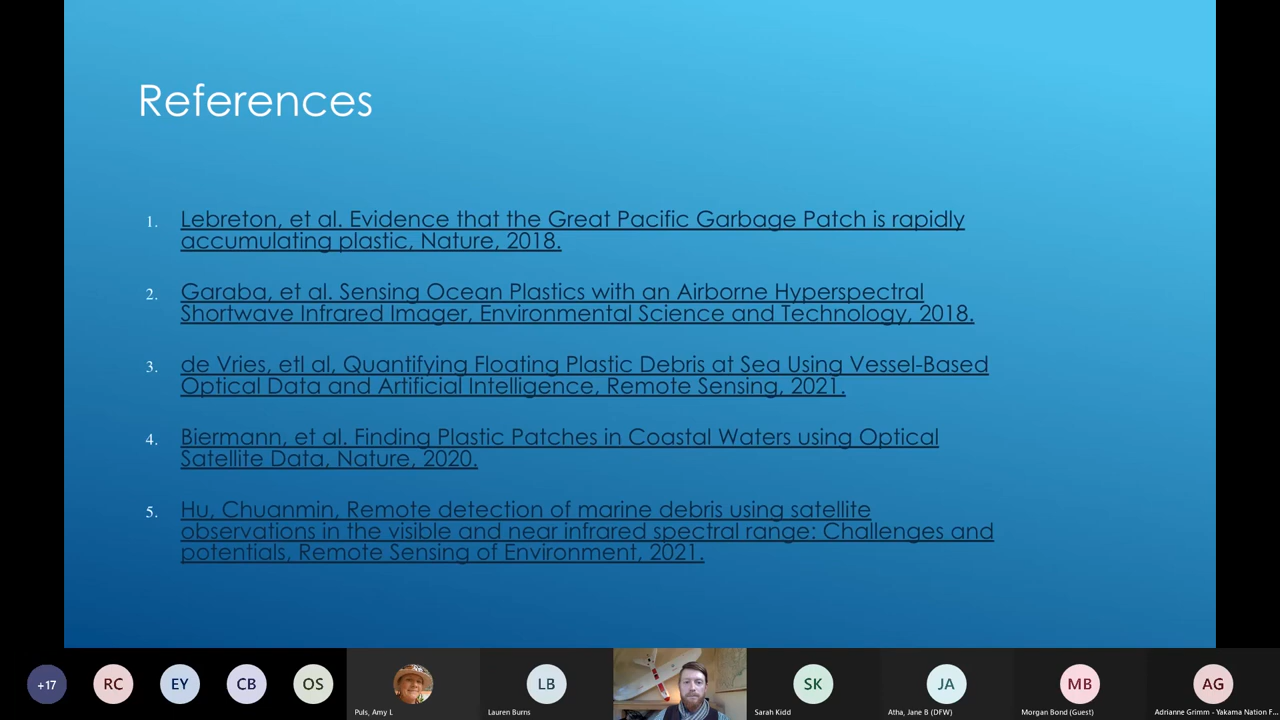 References
1. Lebreton, et al. Evidence that the Great Pacific Garbage Patch is rapidly
accumulating plastic, Nature, 2018.
2. Garaba, et al. Sensing Ocean Plastics with an Airborne Hyperspectral
Shortwave Infrared Imager, Environmental Science and Technology, 2018.
3. de Vries, etl al, Quantifying Floating Plastic Debris at Sea Using Vessel-Based
Optical Data and Artificial Intelligence, Remote Sensing, 2021.
4. Biermann, et al. Finding Plastic Patches in Coastal Waters using Optical
Satellite Data, Nature, 2020.
5. Hu, Chuanmin, Remote detection of marine debris using satellite
observations in the visible and near infrared spectral range: Challenges and
potentials, Remote Sensing of Environment, 2021.
+17 RC EY CB OS LB SK JA MB AG
Puls, Amy L Lauren Burns Sarah Kidd Atha, Jane B (DFW) Morgan Bond (Guest) Adrianne Grimm - Yakama Nation F...